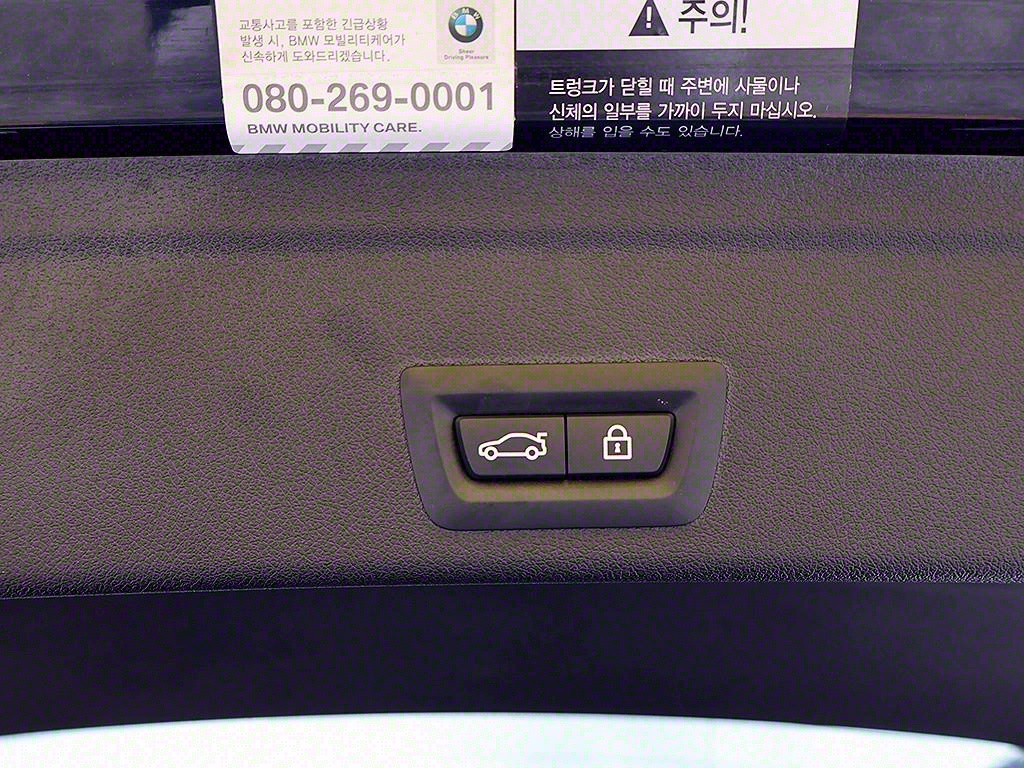 교통사고를 포함한 긴급상황
발생 시, BMW 모빌리티케어가
신속하게 도와드리겠습니다.
BMW
Sheer
Driving Pleasure
080-269-0001
BMW MOBILITY CARE.
주의!
트렁크가 닫힐 때 주변에 사물이나
신체의 일부를 가까이 두지 마십시오.
상해를 입을 수도 있습니다.